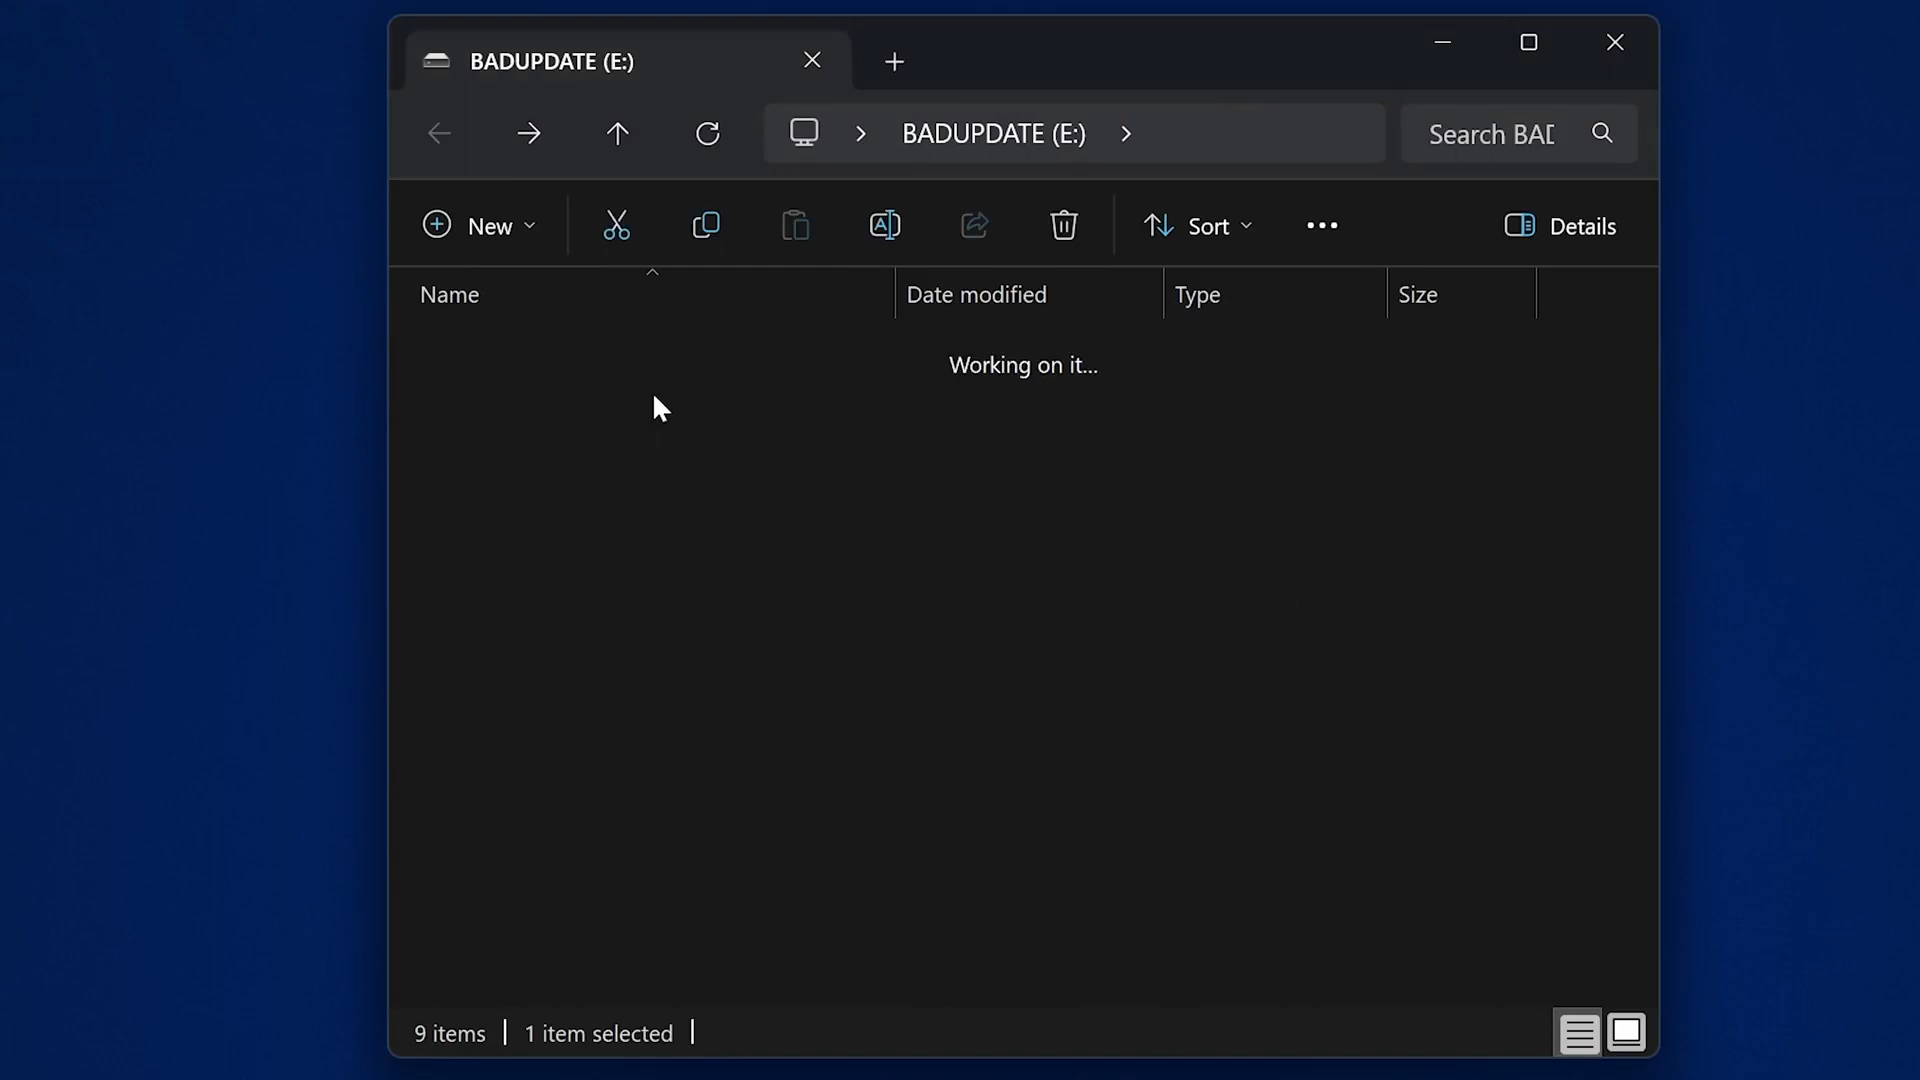 BADUPDATE (E:)
BADUPDATE (E:)
Search BAD
New
Sort
Details
Name
Date modified
Type
Size
Working on it...
9 items
1 item selected